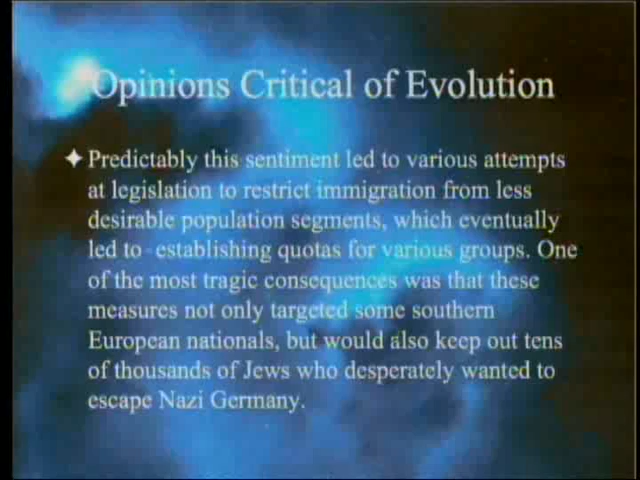 Opinions Critical of Evolution
Predictably this sentiment led to various attempts
at legislation to restrict immigration from less
desirable population segments, which eventually
led to establishing quotas for various groups. One
of the most tragic consequences was that these
measures not only targeted some southern
European nationals, but would also keep out tens
of thousands of Jews who desperately wanted to
escape Nazi Germany.